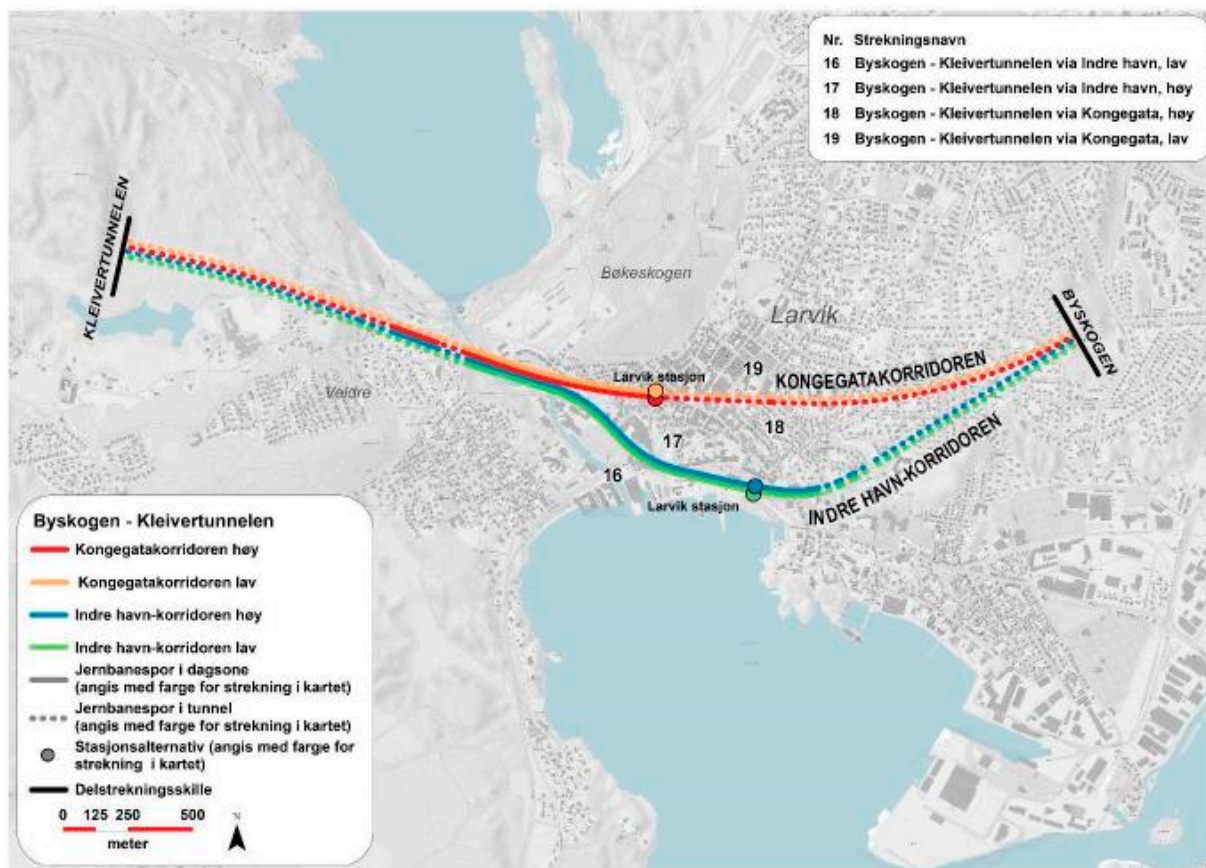 Nr. Strekningsnavn
16 Byskogen - Kleivertunnelen via Indre havn, lav
17 Byskogen - Kleivertunnelen via Indre havn, høy
18 Byskogen - Kleivertunnelen via Kongegata, høy
19 Byskogen - Kleivertunnelen via Kongegata, lav
KLEIVERTUNNELEN
Bøkeskogen
Larvik
BYSKOGEN
Veldre
Larvik stasjon
19
KONGEGATAKORRIDOREN
18
17
16
Larvik stasjon
INDRE HAVN-KORRIDOREN
Byskogen - Kleivertunnelen
Kongegatakorridoren høy
Kongegatakorridoren lav
Indre havn-korridoren høy
Indre havn-korridoren lav
Jernbanespor i dagsone
(angis med farge for strekning i kartet)
Jernbanespor i tunnel
(angis med farge for strekning i kartet)
Stasjonsalternativ (angis med farge for
strekning i kartet)
Delstrekningsskille
0 125 250 500
meter
N